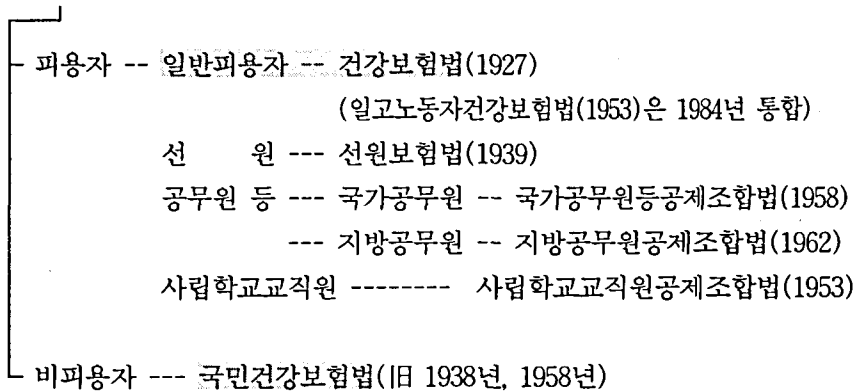 피용자 -- 일반피용자 -- 건강보험법(1927)
(일고노동자건강보험법(1953)은 1984년 통합)
선 원 --- 선원보험법(1939)
공무원 등 --- 국가공무원 -- 국가공무원등공제조합법(1958)
--- 지방공무원 -- 지방공무원공제조합법(1962)
사립학교교직원 -------- 사립학교교직원공제조합법(1953)
비피용자 --- 국민건강보험법(旧 1938년, 1958년)